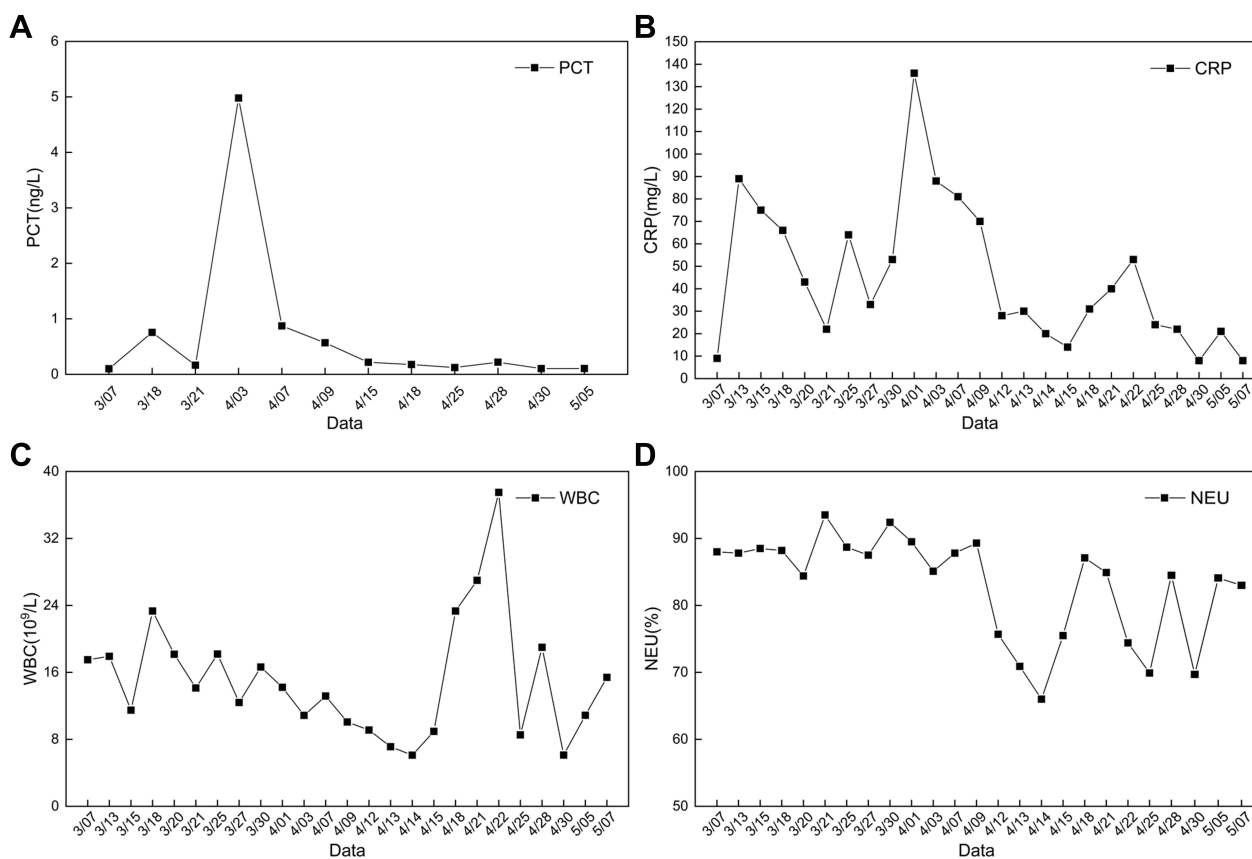 A
PCT(ng/L)
6
5
4
3
2
1
0
PCT
3/07 3/18 3/21 4/03 4/07 4/09 4/15 4/18 4/25 4/28 4/30 5/05
Data
B
CRP(mg/L)
150
140
130
120
110
100
90
80
70
60
50
40
30
20
10
0
CRP
3/07 3/13 3/15 3/18 3/20 3/21 3/25 3/27 3/30 4/01 4/03 4/07 4/09 4/12 4/13 4/14 4/15 4/18 4/21 4/22 4/25 4/28 4/30 5/05 5/07
Data
C
WBC(10⁹/L)
40
32
24
16
8
0
WBC
3/07 3/13 3/15 3/18 3/20 3/21 3/25 3/27 3/30 4/01 4/03 4/07 4/09 4/12 4/13 4/14 4/15 4/18 4/21 4/22 4/25 4/28 4/30 5/05 5/07
Data
D
NEU(%)
100
90
80
70
60
50
NEU
3/07 3/13 3/15 3/18 3/20 3/21 3/25 3/27 3/30 4/01 4/03 4/07 4/09 4/12 4/13 4/14 4/15 4/18 4/21 4/22 4/25 4/28 4/30 5/05 5/07
Data